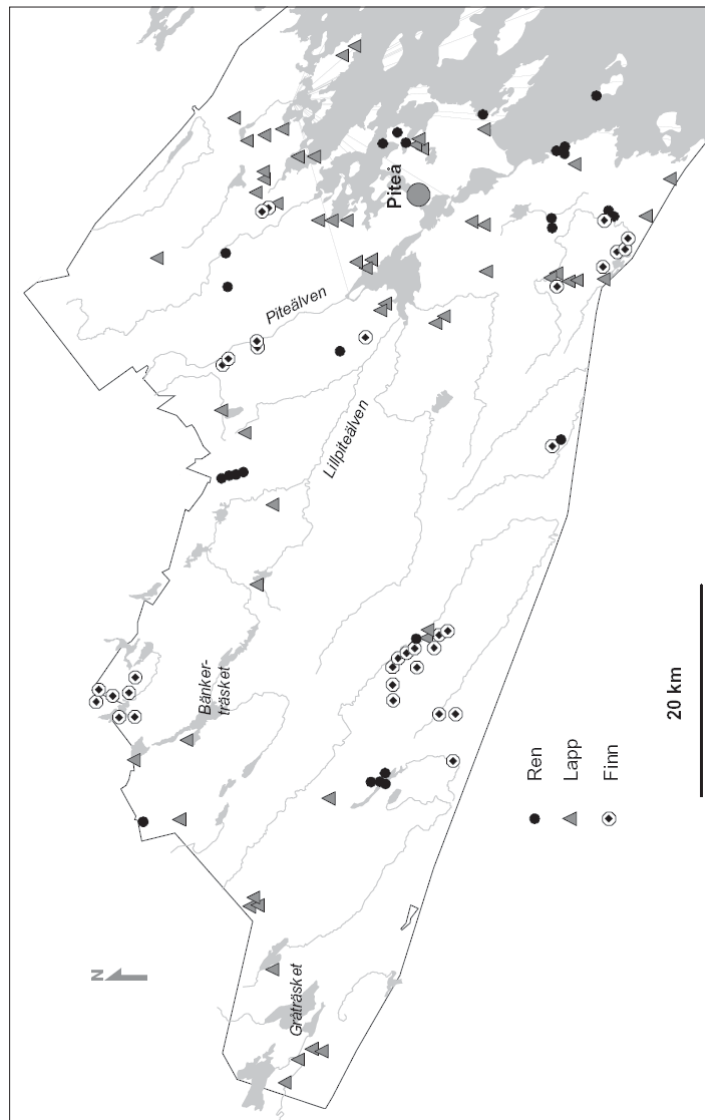 Piteå
Piteälven
Lillpiteälven
Bänker-
träsket
Gråträsket
N
Ren
Lapp
Finn
20 km